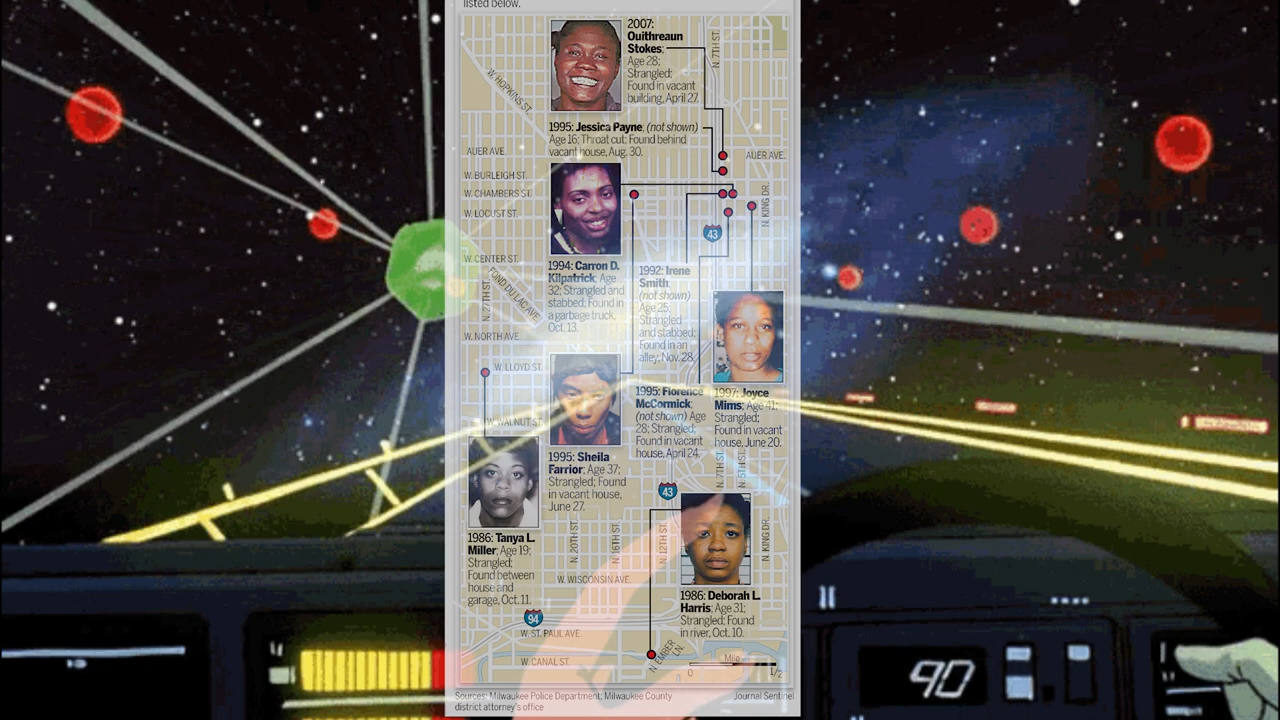 listed below.
2007:
Quithreaun
Stokes;
Age 28;
Strangled;
Found in vacant
building, April 27.
N. 7TH ST.
W. HOPKINS ST.
1995: Jessica Payne; (not shown)
Age 16; Throat cut; Found behind
vacant house, Aug. 30.
AUER AVE.
AUER AVE.
W. BURLEIGH ST.
W. CHAMBERS ST.
W. LOCUST ST.
N. KING DR.
43
W. CENTER ST.
FOND DU LAC AVE.
N. 27TH ST.
W. NORTH AVE.
1994: Carron D.
Kilpatrick; Age
32; Strangled and
stabbed; Found in
a garbage truck,
Oct. 13.
1992: Irene
Smith;
(not shown)
Age 25;
Strangled
and stabbed;
Found in an
alley, Nov. 28.
W. LLOYD ST.
W. WALNUT ST.
1995: Florence
McCormick;
(not shown) Age
28; Strangled;
Found in vacant
house, April 24.
1997: Joyce
Mims; Age 41;
Strangled;
Found in vacant
house, June 20.
1995: Sheila
Farrior; Age 37;
Strangled; Found
in vacant house,
June 27.
N. 7TH ST.
N. 5TH ST.
43
1986: Tanya L.
Miller; Age 19;
Strangled;
Found between
house and
garage, Oct. 11.
N. 20TH ST.
N. 16TH ST.
N. 12TH ST.
N. KING DR.
W. WISCONSIN AVE.
1986: Deborah L.
Harris; Age 31;
Strangled; Found
in river, Oct. 10.
94
W. ST. PAUL AVE.
W. CANAL ST.
N. EMBER LN.
Mile
0 1/2
Sources: Milwaukee Police Department; Milwaukee County
district attorney's office
Journal Sentinel
90